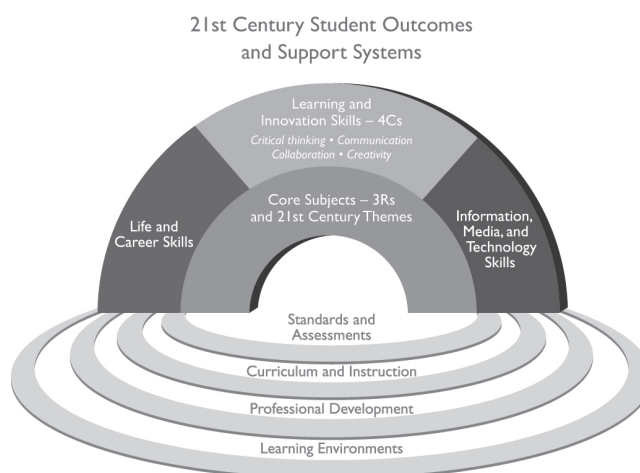 21st Century Student Outcomes
and Support Systems
Learning and
Innovation Skills – 4Cs
Critical thinking • Communication
Collaboration • Creativity
Core Subjects – 3Rs
and 21st Century Themes
Life and
Career Skills
Information,
Media, and
Technology
Skills
Standards and
Assessments
Curriculum and Instruction
Professional Development
Learning Environments